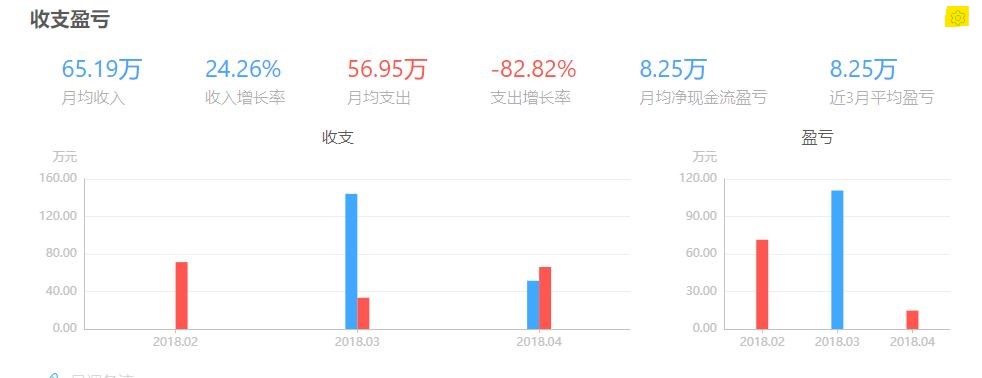 收支盈亏
65.19万 24.26% 56.95万 -82.82% 8.25万 8.25万
月均收入 收入增长率 月均支出 支出增长率 月均净现金流盈亏 近3月平均盈亏
收支
万元
160.00
120.00
80.00
40.00
0.00
2018.02 2018.03 2018.04
盈亏
万元
120.00
90.00
60.00
30.00
0.00
2018.02 2018.03 2018.04